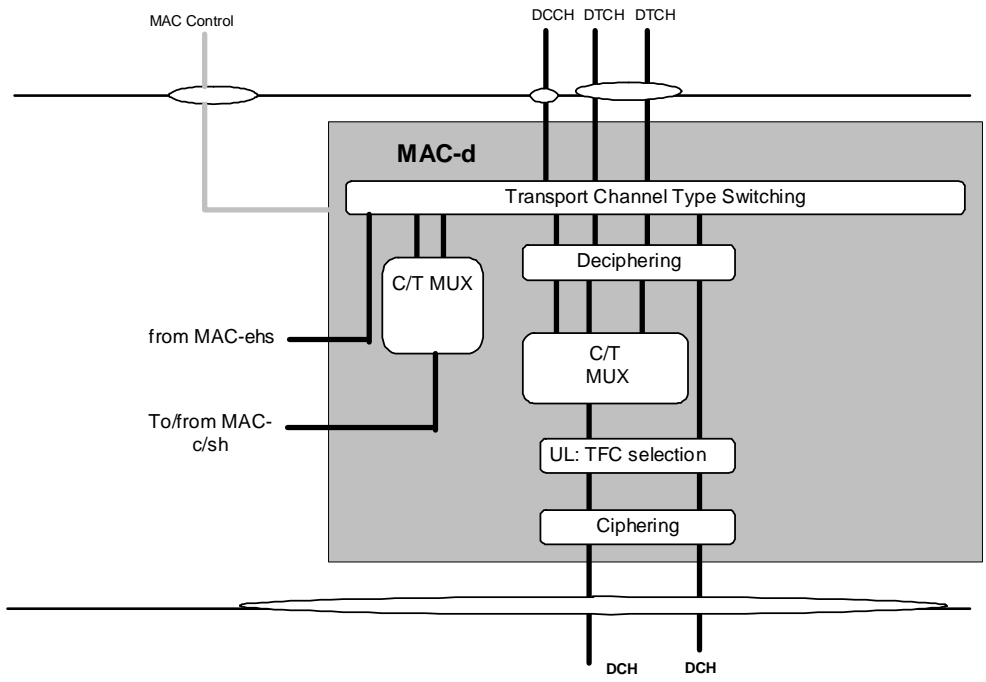 MAC Control
DCCH DTCH DTCH
MAC-d
Transport Channel Type Switching
Deciphering
C/T MUX
from MAC-ehs
C/T
MUX
To/from MAC-
c/sh
UL: TFC selection
Ciphering
DCH DCH